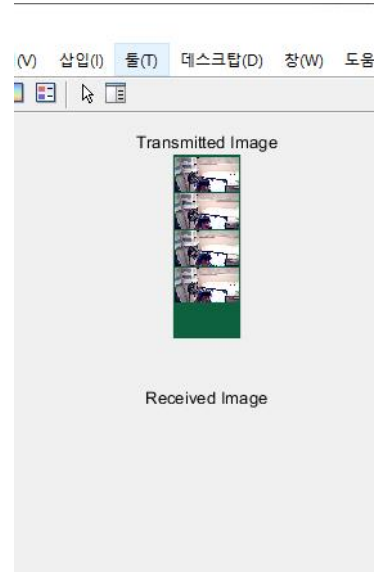 (V) 삽입(I) 툴(T) 데스크탑(D) 창(W) 도움
Transmitted Image
Received Image